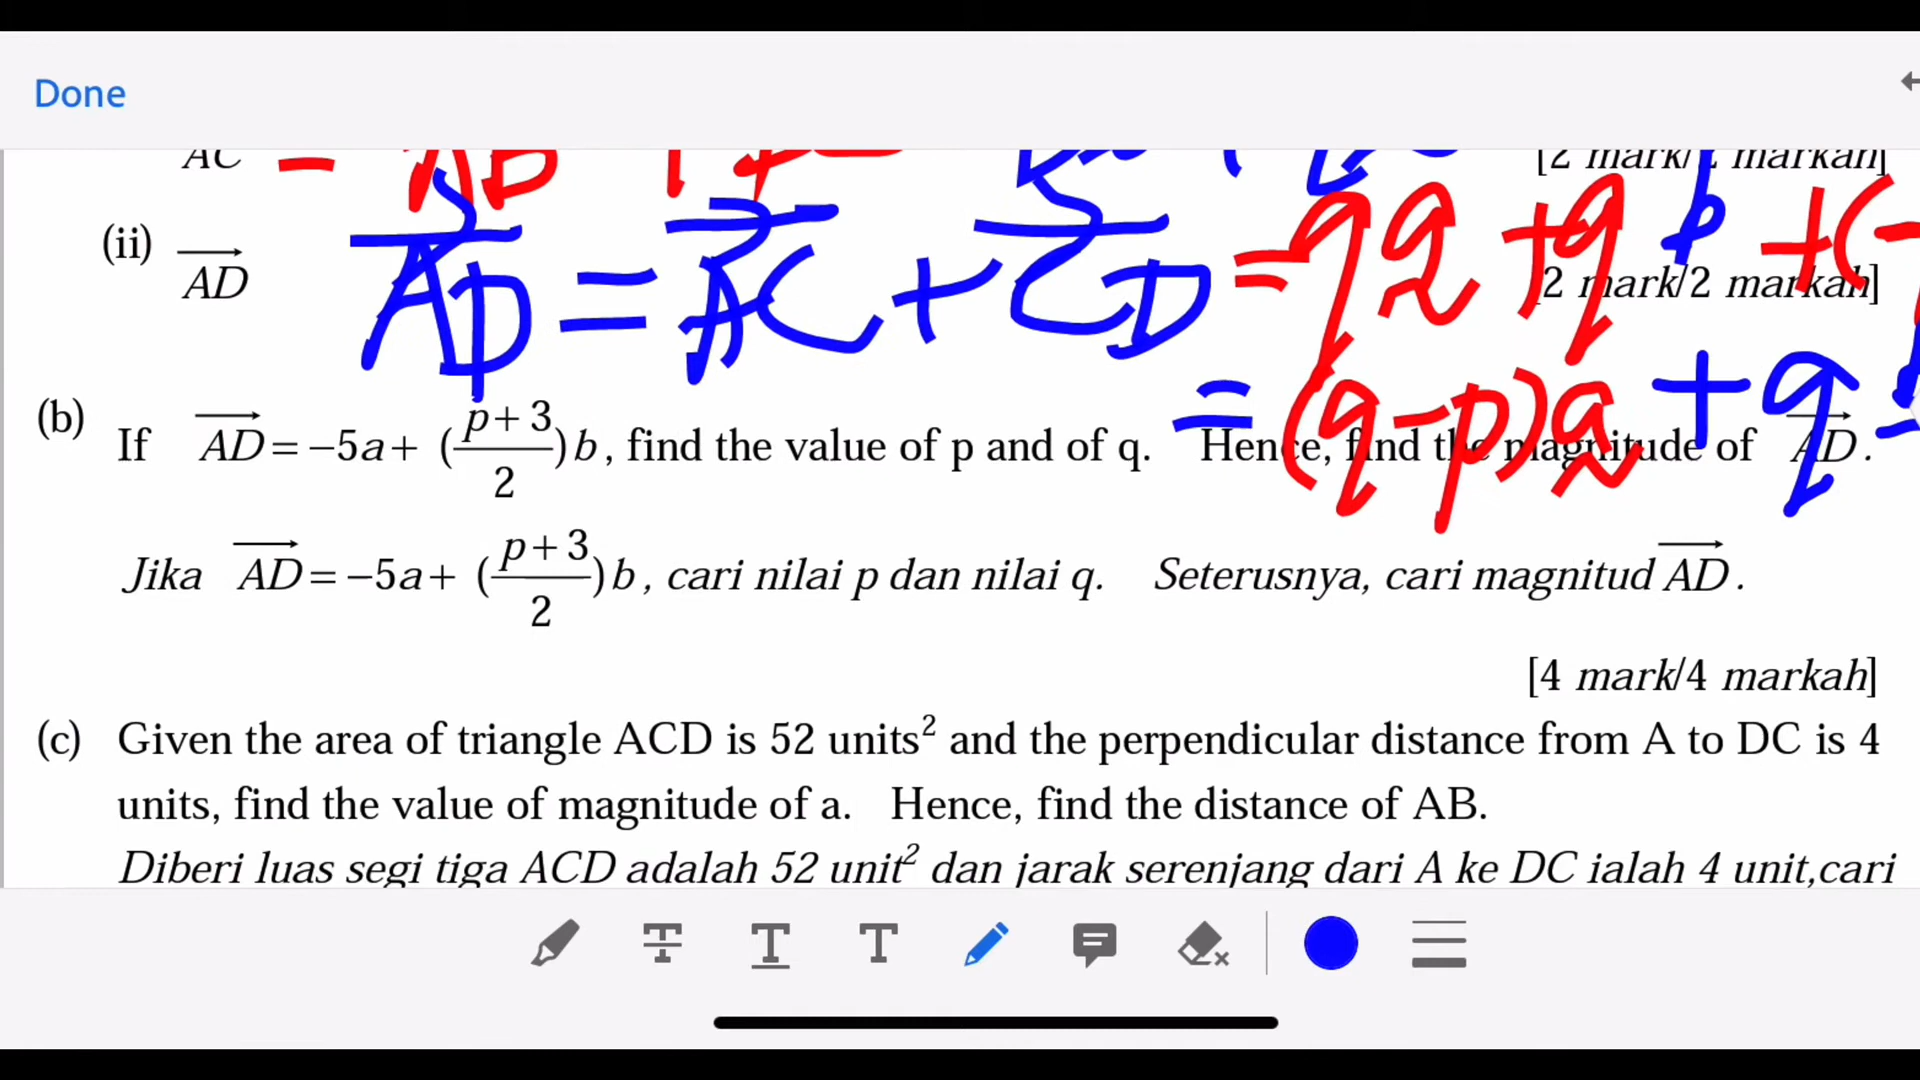 Done
AC = AB + [2 mark/2 markah]
(ii) AD AD = AC + CD = qa + qb + (- [2 mark/2 markah]
= (q-p)a + q
(b) If AD = −5a + (p+3/2)b, find the value of p and of q. Hence, find the magnitude of AD.
Jika AD = −5a + (p+3/2)b, cari nilai p dan nilai q. Seterusnya, cari magnitud AD.
[4 mark/4 markah]
(c) Given the area of triangle ACD is 52 units² and the perpendicular distance from A to DC is 4
units, find the value of magnitude of a. Hence, find the distance of AB.
Diberi luas segi tiga ACD adalah 52 unit² dan jarak serenjang dari A ke DC ialah 4 unit,cari